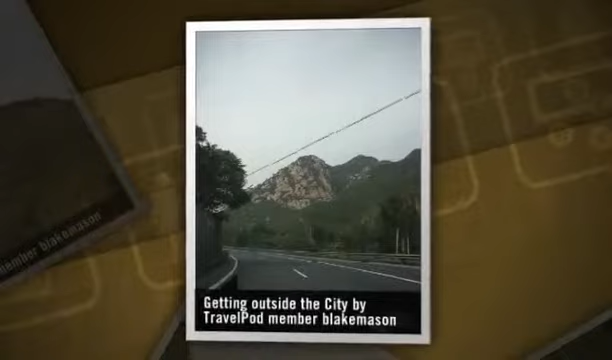 member blakemason
Getting outside the City by
TravelPod member blakemason